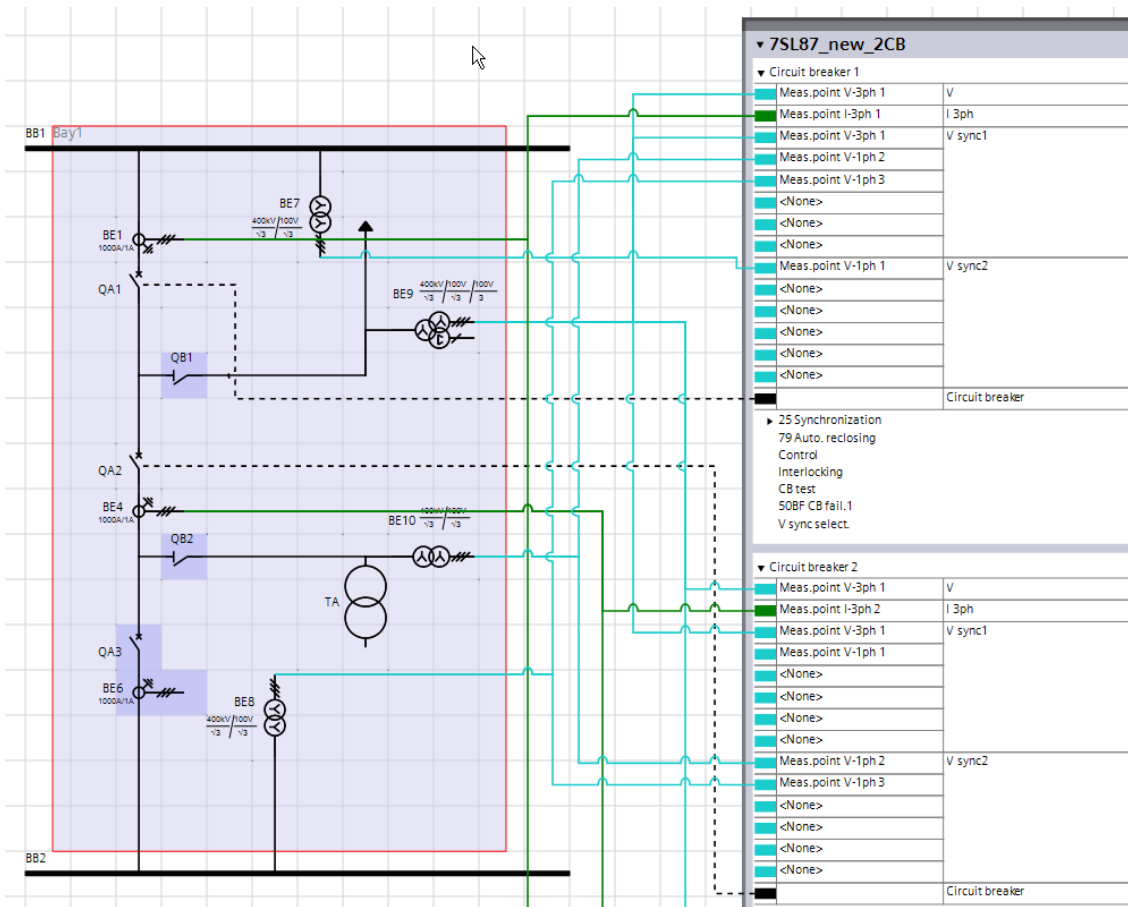 BB1 Bay1
BE7
400kV/100V
√3 √3
BE1
1000A/1A
QA1
BE9 400kV/100V/100V
√3 √3 3
QB1
QA2
BE4
1000A/1A
BE10 400kV/100V
√3 √3
QB2
TA
QA3
BE6
1000A/1A
BE8
400kV/100V
√3 √3
BB2
7SL87_new_2CB
Circuit breaker 1
Meas.point V-3ph 1 V
Meas.point I-3ph 1 I 3ph
Meas.point V-3ph 1 V sync1
Meas.point V-1ph 2
Meas.point V-1ph 3
<None>
<None>
<None>
Meas.point V-1ph 1 V sync2
<None>
<None>
<None>
<None>
<None>
Circuit breaker
25 Synchronization
79 Auto. reclosing
Control
Interlocking
CB test
50BF CB fail.1
V sync select.
Circuit breaker 2
Meas.point V-3ph 1 V
Meas.point I-3ph 2 I 3ph
Meas.point V-3ph 1 V sync1
Meas.point V-1ph 1
<None>
<None>
<None>
<None>
Meas.point V-1ph 2 V sync2
Meas.point V-1ph 3
<None>
<None>
<None>
<None>
Circuit breaker